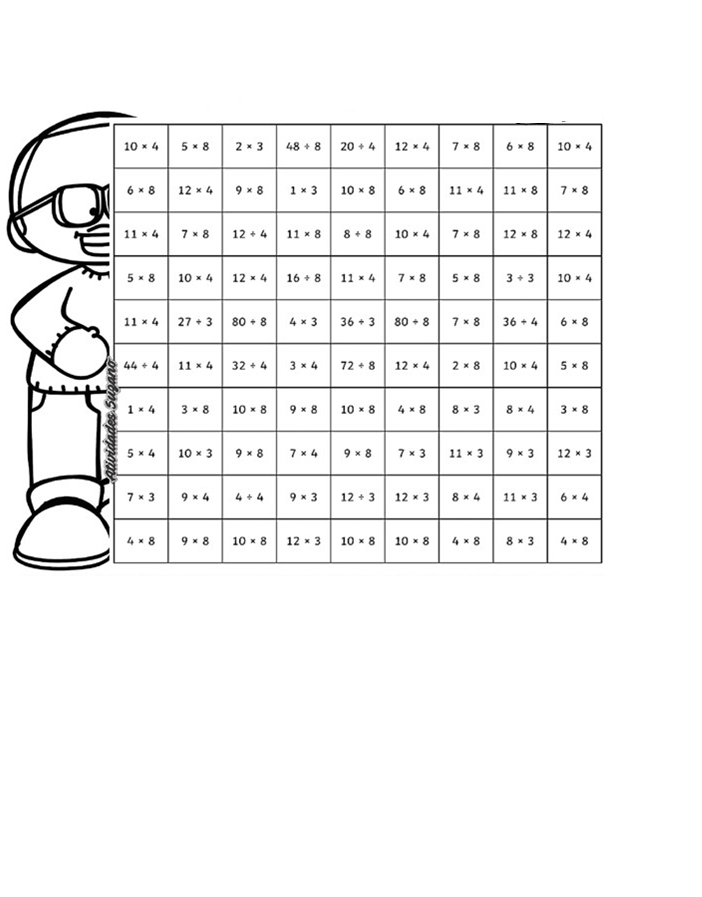 10 × 4 5 × 8 2 × 3 48 ÷ 8 20 ÷ 4 12 × 4 7 × 8 6 × 8 10 × 4
6 × 8 12 × 4 9 × 8 1 × 3 10 × 8 6 × 8 11 × 4 11 × 8 7 × 8
11 × 4 7 × 8 12 ÷ 4 11 × 8 8 ÷ 8 10 × 4 7 × 8 12 × 8 12 × 4
5 × 8 10 × 4 12 × 4 16 ÷ 8 11 × 4 7 × 8 5 × 8 3 ÷ 3 10 × 4
11 × 4 27 ÷ 3 80 ÷ 8 4 × 3 36 ÷ 3 80 ÷ 8 7 × 8 36 ÷ 4 6 × 8
44 ÷ 4 11 × 4 32 ÷ 4 3 × 4 72 ÷ 8 12 × 4 2 × 8 10 × 4 5 × 8
1 × 4 3 × 8 10 × 8 9 × 8 10 × 8 4 × 8 8 × 3 8 × 4 3 × 8
5 × 4 10 × 3 9 × 8 7 × 4 9 × 8 7 × 3 11 × 3 9 × 3 12 × 3
7 × 3 9 × 4 4 ÷ 4 9 × 3 12 ÷ 3 12 × 3 8 × 4 11 × 3 6 × 4
4 × 8 9 × 8 10 × 8 12 × 3 10 × 8 10 × 8 4 × 8 8 × 3 4 × 8
atividades Sugano